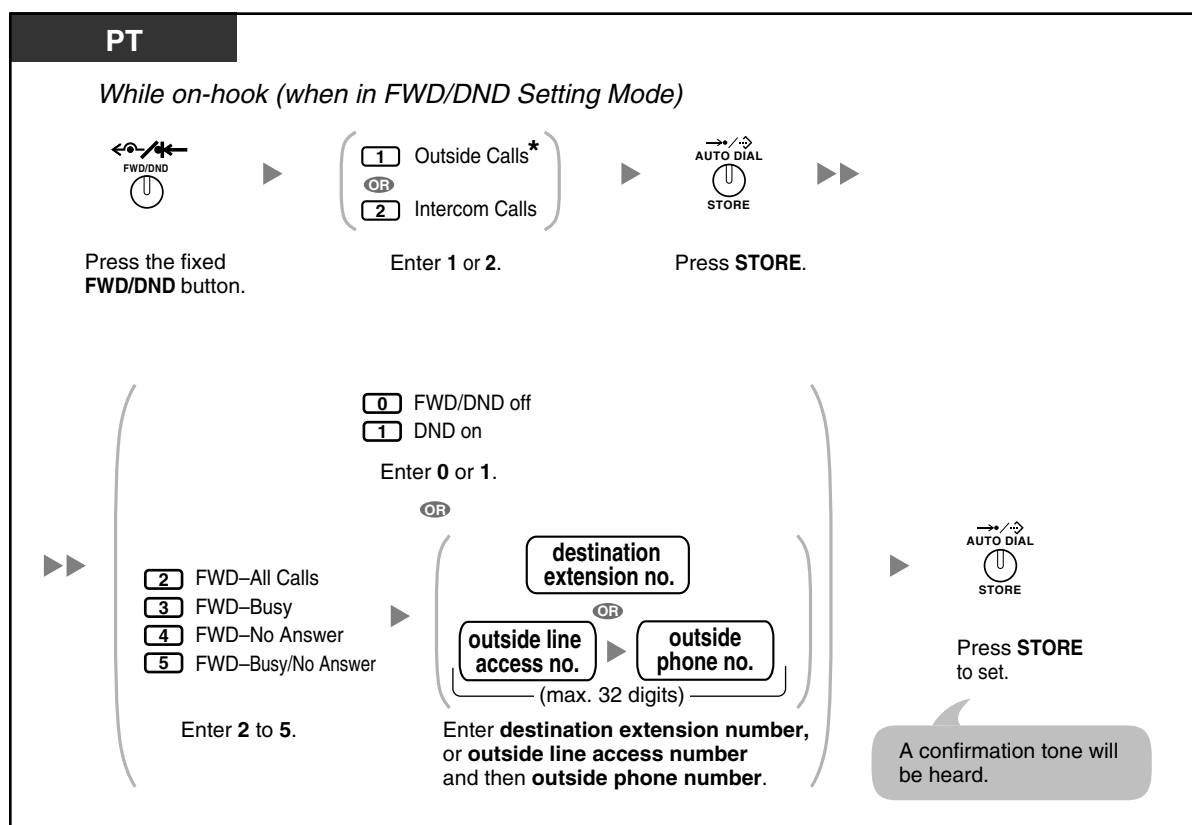 PT
While on-hook (when in FWD/DND Setting Mode)
FWD/DND
1 Outside Calls*
OR
2 Intercom Calls
AUTO DIAL
STORE
Press the fixed
FWD/DND button.
Enter 1 or 2.
Press STORE.
0 FWD/DND off
1 DND on
Enter 0 or 1.
OR
2 FWD–All Calls
3 FWD–Busy
4 FWD–No Answer
5 FWD–Busy/No Answer
Enter 2 to 5.
destination
extension no.
OR
outside line
access no.
outside
phone no.
(max. 32 digits)
Enter destination extension number,
or outside line access number
and then outside phone number.
AUTO DIAL
STORE
Press STORE
to set.
A confirmation tone will
be heard.